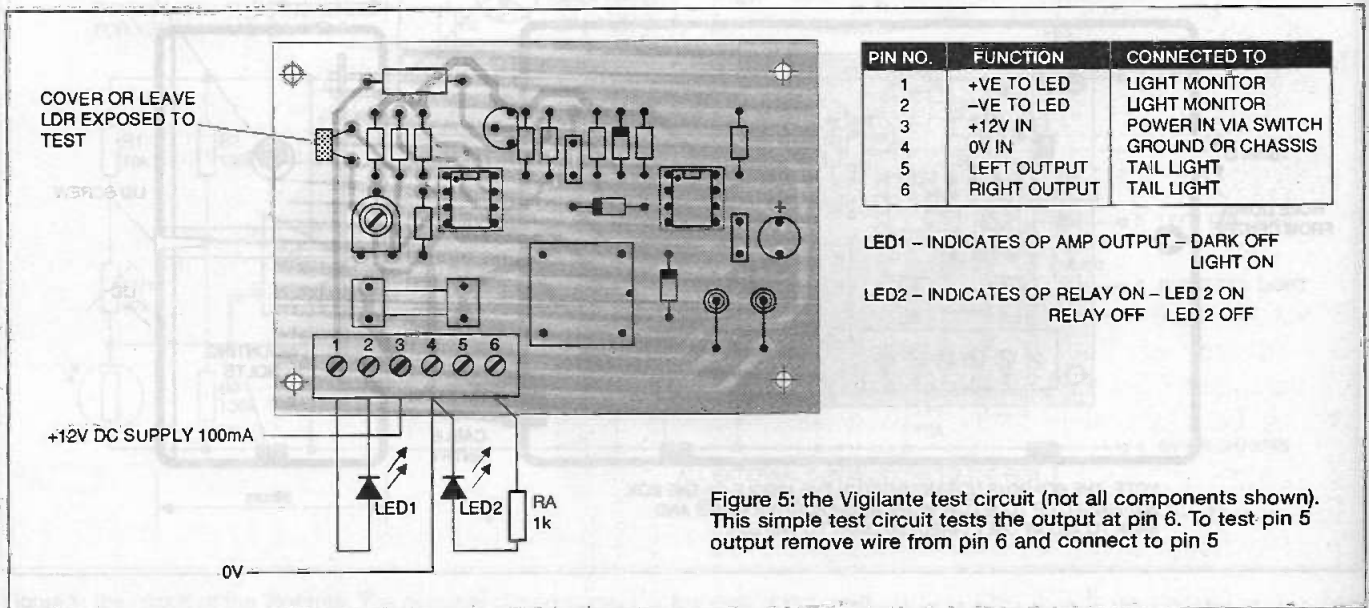 COVER OR LEAVE
LDR EXPOSED TO
TEST
+
1 2 3 4 5 6
+12V DC SUPPLY 100mA
LED1
LED2
RA
1k
0V
PIN NO. FUNCTION CONNECTED TO
1 +VE TO LED LIGHT MONITOR
2 –VE TO LED LIGHT MONITOR
3 +12V IN POWER IN VIA SWITCH
4 0V IN GROUND OR CHASSIS
5 LEFT OUTPUT TAIL LIGHT
6 RIGHT OUTPUT TAIL LIGHT
LED1 – INDICATES OP AMP OUTPUT – DARK OFF
LIGHT ON
LED2 – INDICATES OP RELAY ON – LED 2 ON
RELAY OFF LED 2 OFF
Figure 5: the Vigilante test circuit (not all components shown).
This simple test circuit tests the output at pin 6. To test pin 5
output remove wire from pin 6 and connect to pin 5